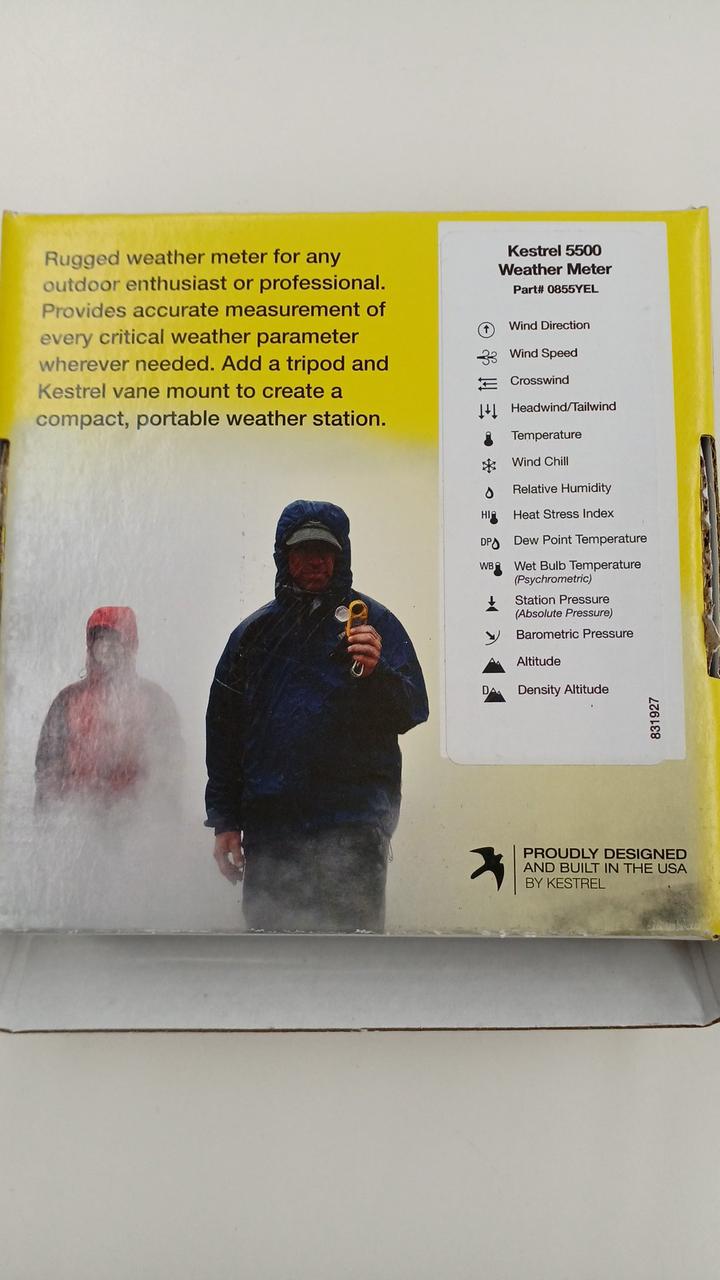 Rugged weather meter for any
outdoor enthusiast or professional.
Provides accurate measurement of
every critical weather parameter
wherever needed. Add a tripod and
Kestrel vane mount to create a
compact, portable weather station.
Kestrel 5500
Weather Meter
Part# 0855YEL
Wind Direction
Wind Speed
Crosswind
Headwind/Tailwind
Temperature
Wind Chill
Relative Humidity
HI Heat Stress Index
DP Dew Point Temperature
WB Wet Bulb Temperature
(Psychrometric)
Station Pressure
(Absolute Pressure)
Barometric Pressure
Altitude
D Density Altitude
831927
PROUDLY DESIGNED
AND BUILT IN THE USA
BY KESTREL